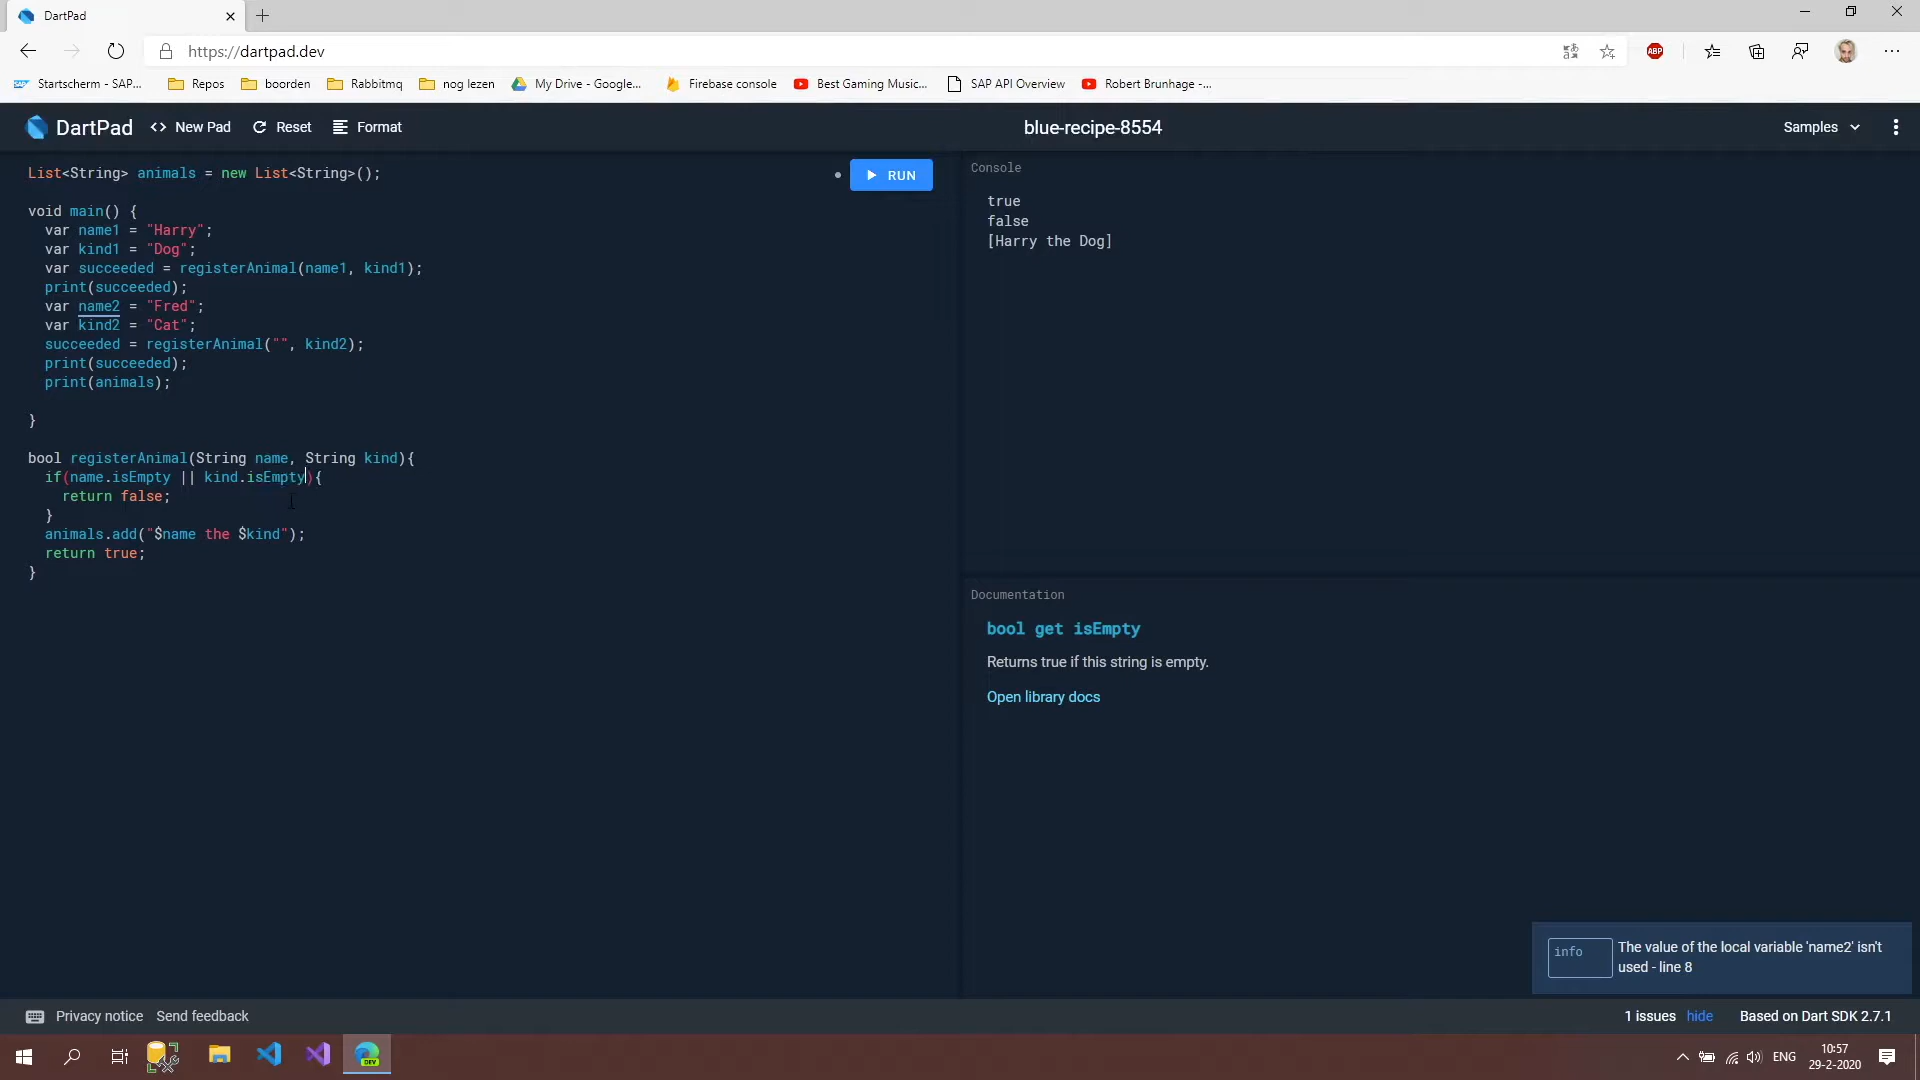 DartPad
https://dartpad.dev
ABP
Startscherm - SAP...
Repos
boorden
Rabbitmq
nog lezen
My Drive - Google...
Firebase console
Best Gaming Music...
SAP API Overview
Robert Brunhage -...
DartPad
<> New Pad
Reset
Format
blue-recipe-8554
Samples
List<String> animals = new List<String>();
void main() {
var name1 = "Harry";
var kind1 = "Dog";
var succeeded = registerAnimal(name1, kind1);
print(succeeded);
var name2 = "Fred";
var kind2 = "Cat";
succeeded = registerAnimal("", kind2);
print(succeeded);
print(animals);
}
bool registerAnimal(String name, String kind){
if(name.isEmpty || kind.isEmpty){
return false;
}
animals.add("$name the $kind");
return true;
}
RUN
Console
true
false
[Harry the Dog]
Documentation
bool get isEmpty
Returns true if this string is empty.
Open library docs
info
The value of the local variable 'name2' isn't
used - line 8
Privacy notice
Send feedback
1 issues
hide
Based on Dart SDK 2.7.1
DEV
ENG
10:57
29-2-2020